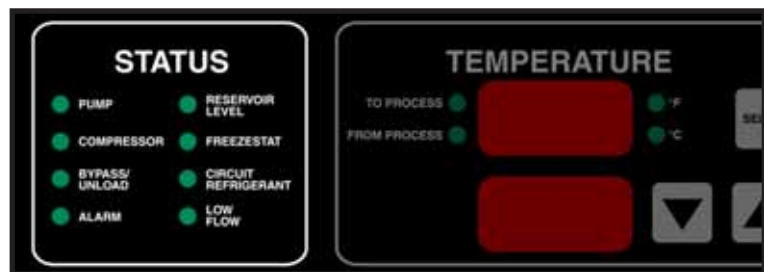 STATUS
PUMP
RESERVOIR
LEVEL
COMPRESSOR
FREEZESTAT
BYPASS/
UNLOAD
CIRCUIT
REFRIGERANT
ALARM
LOW
FLOW
TEMPERATURE
TO PROCESS
°F
FROM PROCESS
°C